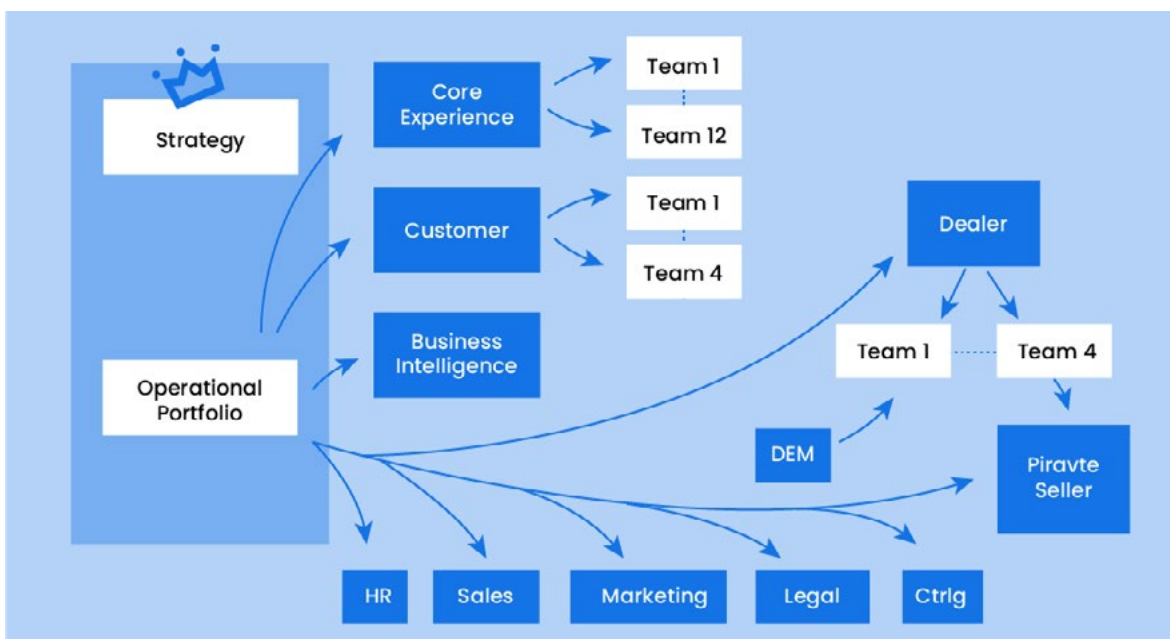 Strategy
Operational
Portfolio
Core
Experience
Team 1
Team 12
Customer
Team 1
Team 4
Business
Intelligence
Dealer
Team 1
Team 4
DEM
Piravte
Seller
HR
Sales
Marketing
Legal
Ctrlg